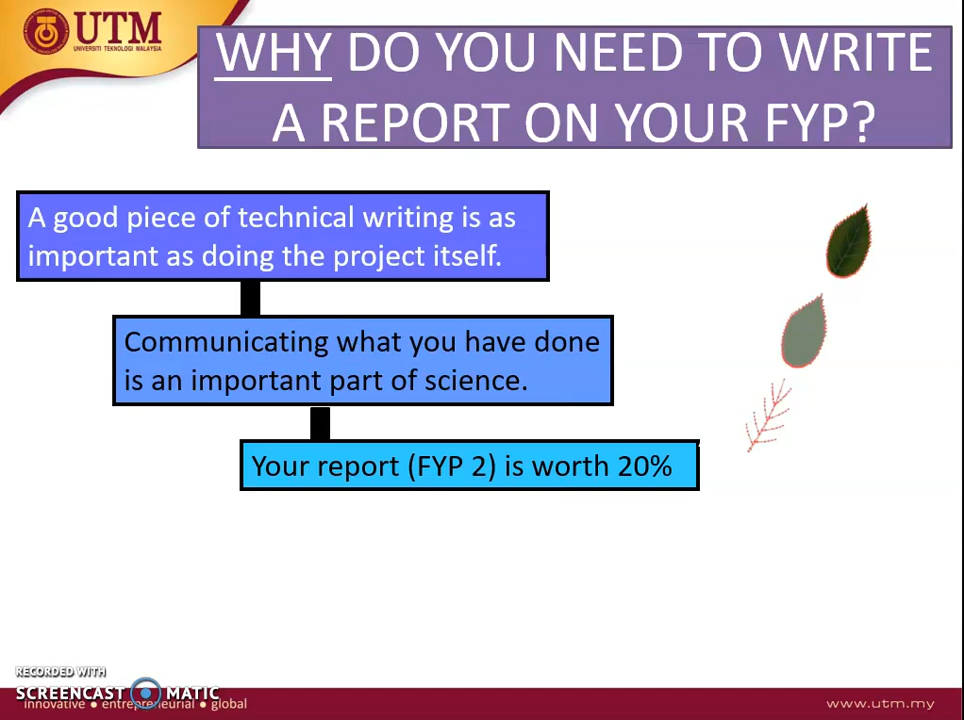 UTM
UNIVERSITI TEKNOLOGI MALAYSIA
WHY DO YOU NEED TO WRITE
A REPORT ON YOUR FYP?
A good piece of technical writing is as
important as doing the project itself.
Communicating what you have done
is an important part of science.
Your report (FYP 2) is worth 20%
RECORDED WITH
SCREENCAST MATIC
innovative ● entrepreneurial ● global
www.utm.my